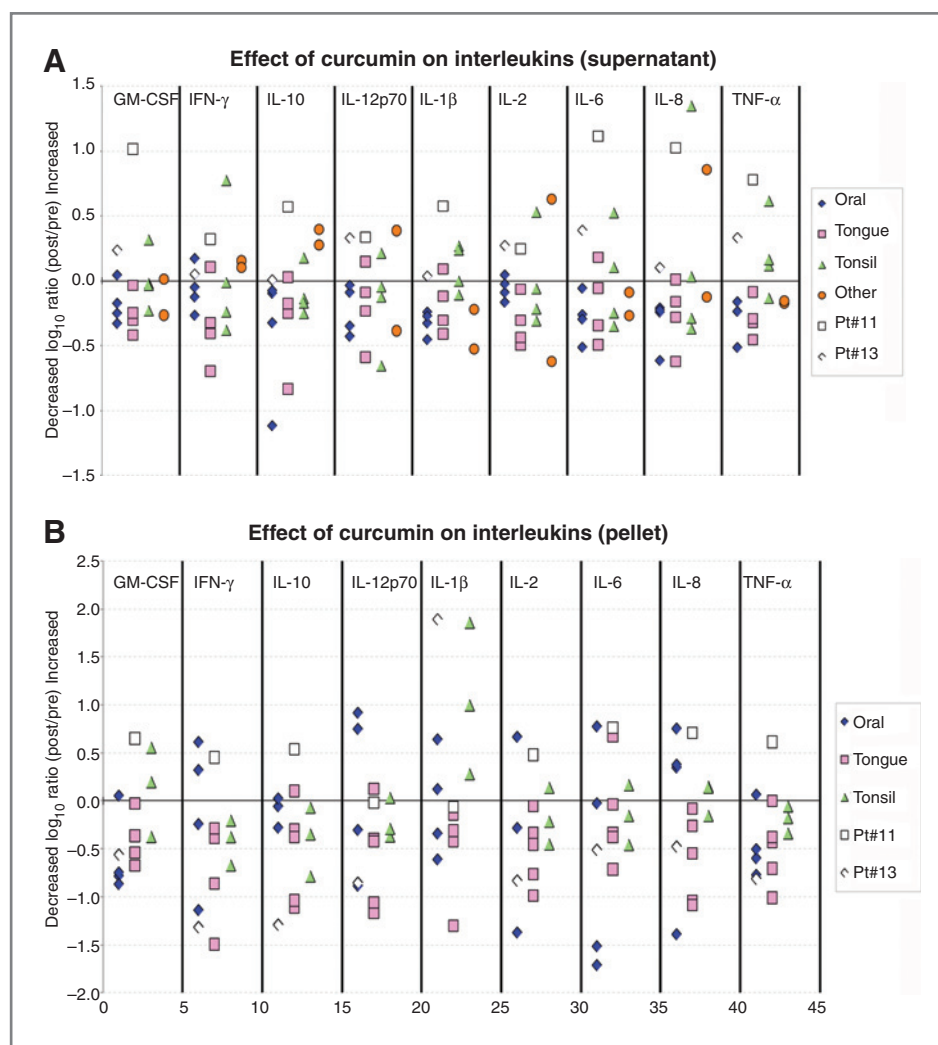 A
Effect of curcumin on interleukins (supernatant)
Decreased log10 ratio (post/pre) Increased
1.5
1.0
0.5
0.0
−0.5
−1.0
−1.5
GM-CSF IFN-γ IL-10 IL-12p70 IL-1β IL-2 IL-6 IL-8 TNF-α
Oral
Tongue
Tonsil
Other
Pt#11
Pt#13
B
Effect of curcumin on interleukins (pellet)
Decreased log10 ratio (post/pre) Increased
2.5
2.0
1.5
1.0
0.5
0.0
−0.5
−1.0
−1.5
−2.0
GM-CSF IFN-γ IL-10 IL-12p70 IL-1β IL-2 IL-6 IL-8 TNF-α
0 5 10 15 20 25 30 35 40 45
Oral
Tongue
Tonsil
Pt#11
Pt#13